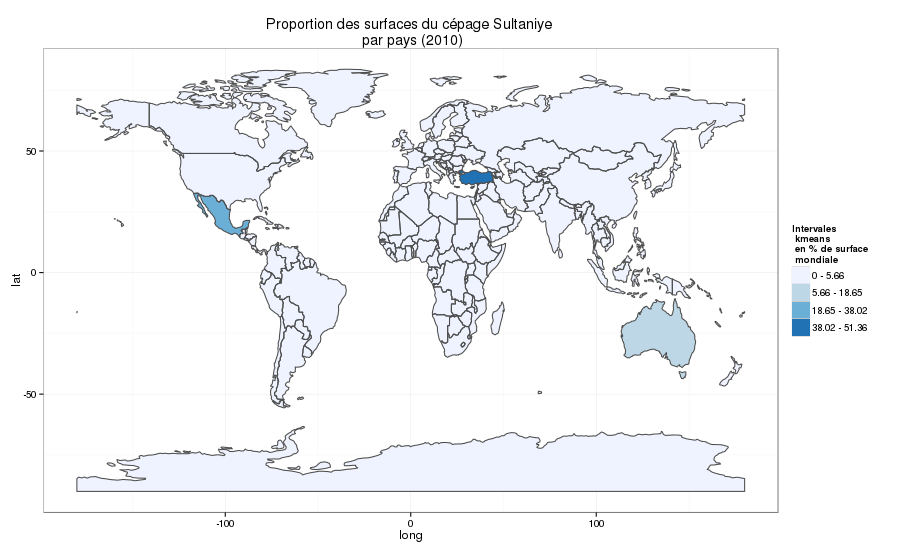 Proportion des surfaces du cépage Sultaniye
par pays (2010)
50
0
-50
lat
-100
0
100
long
Intervales
kmeans
en % de surface
mondiale
0 - 5.66
5.66 - 18.65
18.65 - 38.02
38.02 - 51.36